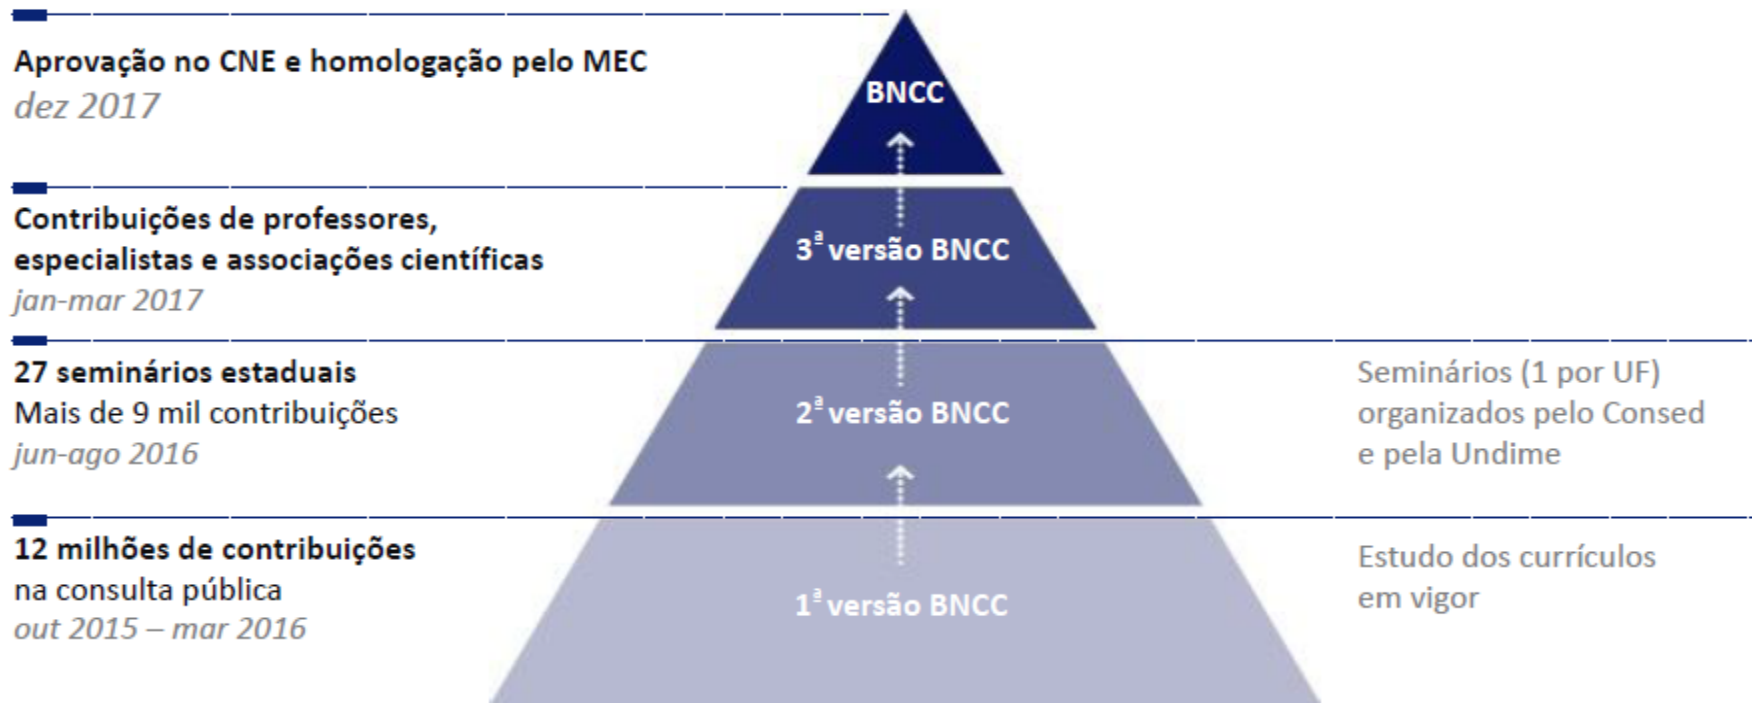 Aprovação no CNE e homologação pelo MEC
dez 2017
BNCC
Contribuições de professores,
especialistas e associações científicas
jan-mar 2017
3ª versão BNCC
27 seminários estaduais
Mais de 9 mil contribuições
jun-ago 2016
2ª versão BNCC
Seminários (1 por UF)
organizados pelo Consed
e pela Undime
12 milhões de contribuições
na consulta pública
out 2015 – mar 2016
1ª versão BNCC
Estudo dos currículos
em vigor